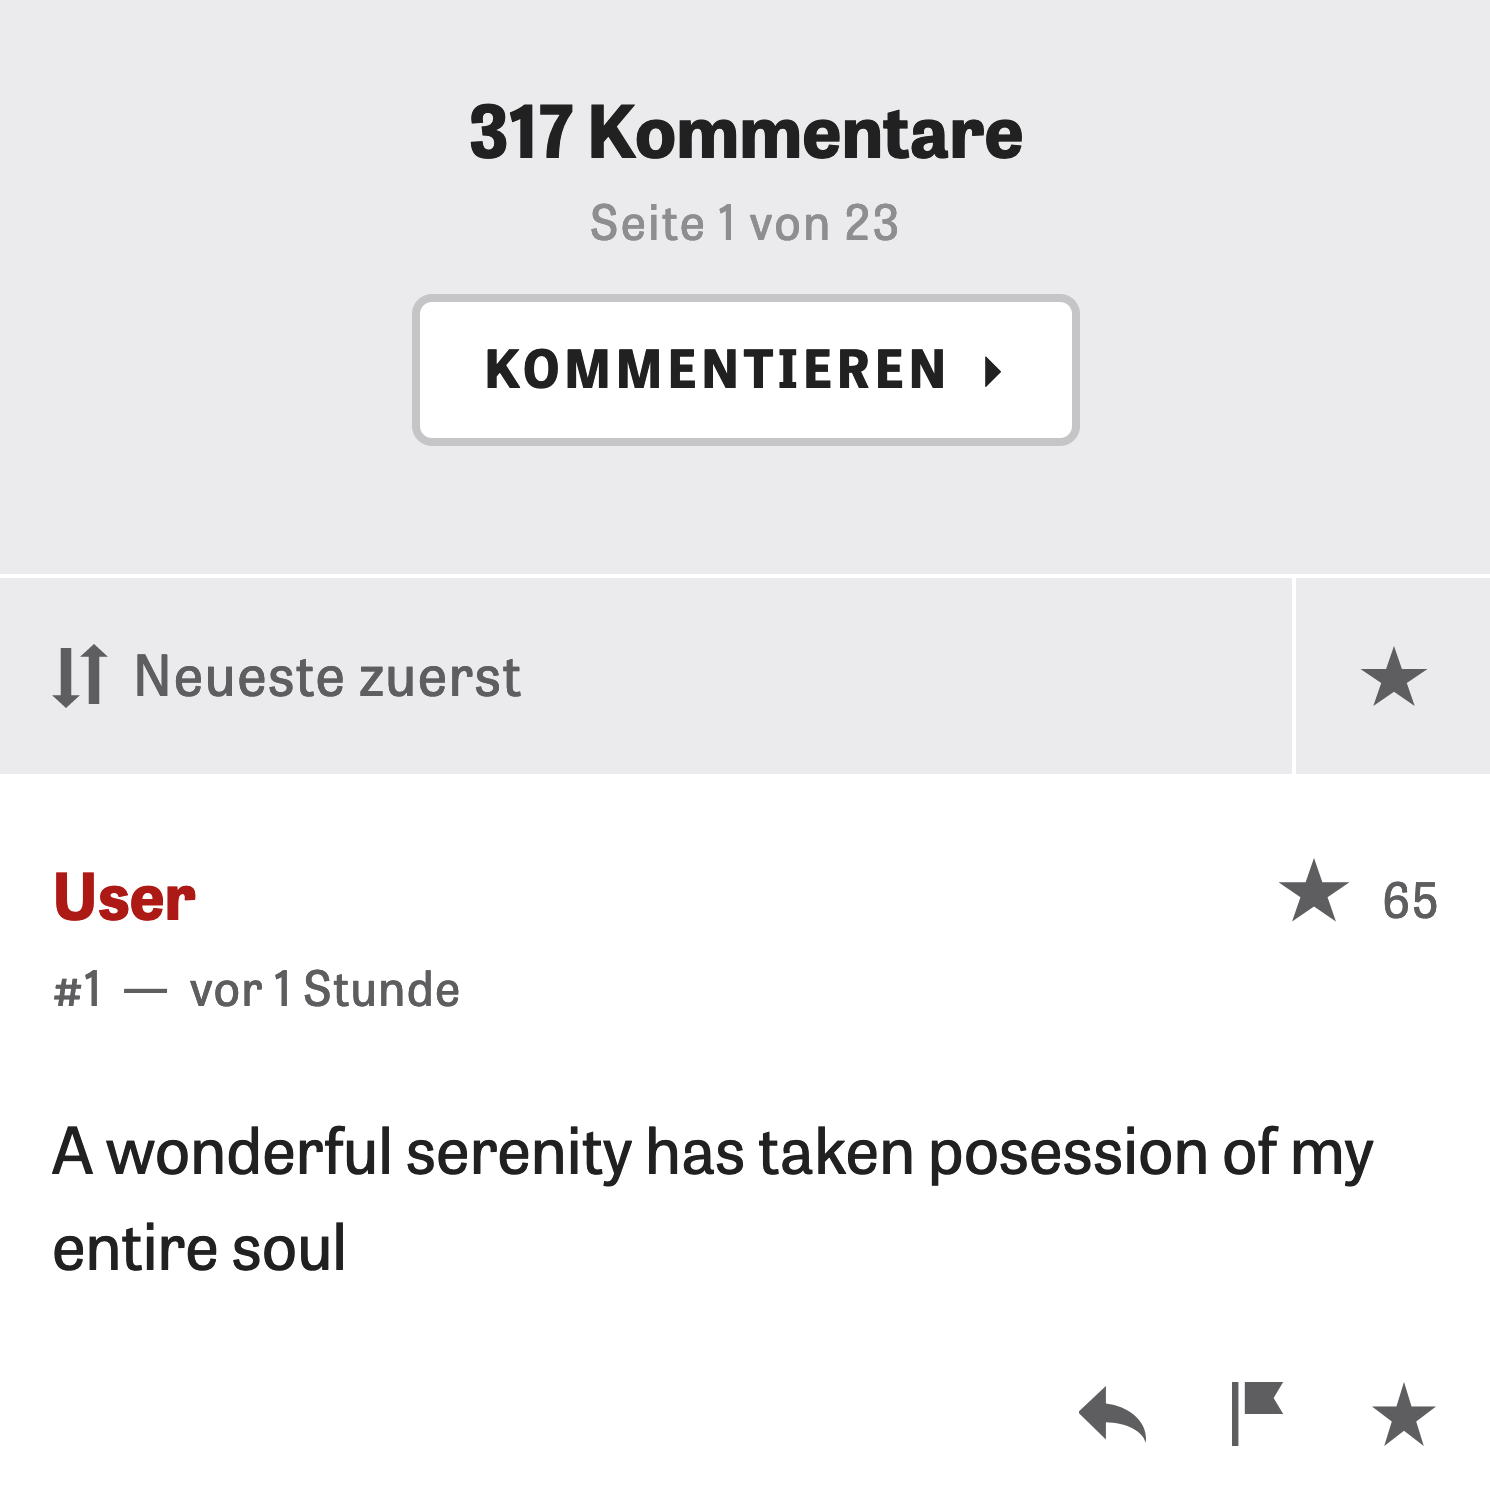 317 Kommentare
Seite 1 von 23
KOMMENTIEREN
Neueste zuerst
User
65
#1 — vor 1 Stunde
A wonderful serenity has taken posession of my
entire soul